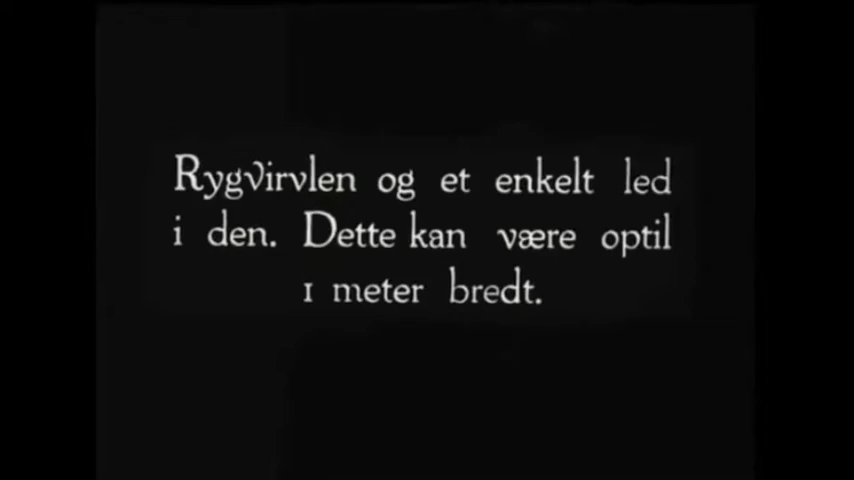 Rygvirvlen og et enkelt led
i den. Dette kan være optil
1 meter bredt.